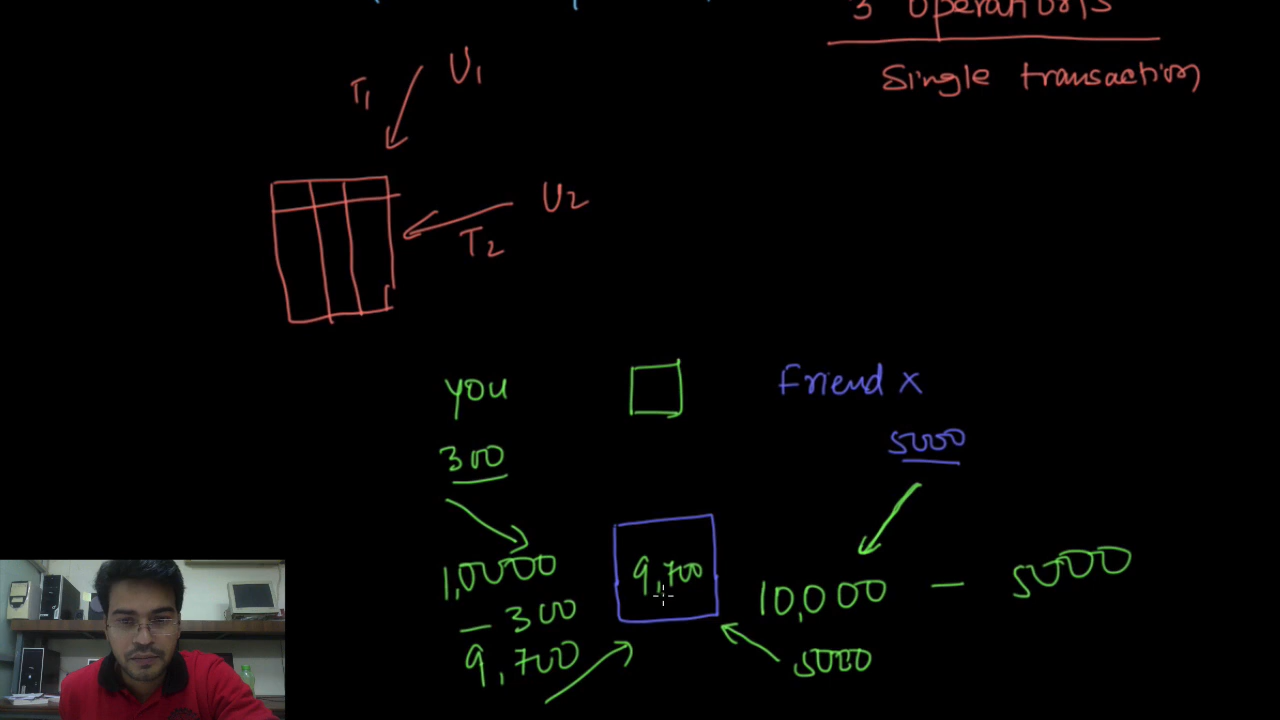 3 operations
Single transaction
T1 U1
U2
T2
you Friend x
300 5000
1,0000 9,700 10,000 - 5000
- 300
9,700 5000